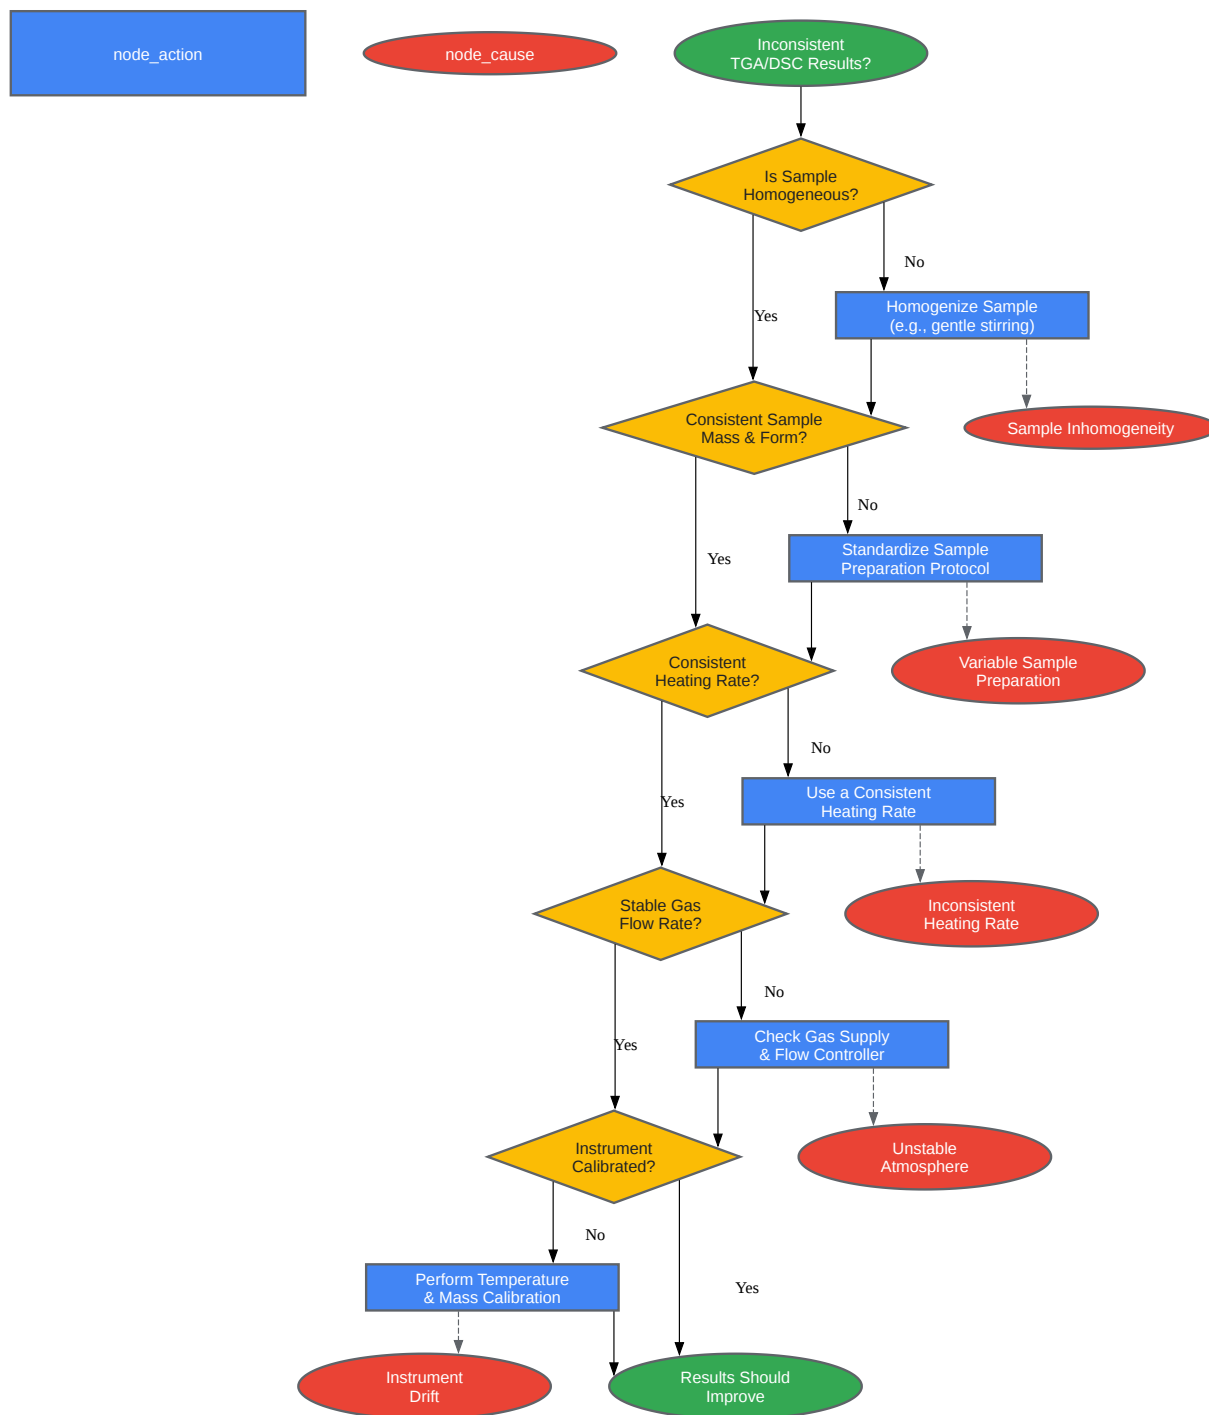 node_action
node_cause
Inconsistent
TGA/DSC Results?
Is Sample
Homogeneous?
No
Yes
Homogenize Sample
(e.g., gentle stirring)
Consistent Sample
Mass & Form?
Sample Inhomogeneity
No
Yes
Standardize Sample
Preparation Protocol
Consistent
Heating Rate?
Variable Sample
Preparation
No
Yes
Use a Consistent
Heating Rate
Stable Gas
Flow Rate?
Inconsistent
Heating Rate
No
Yes
Check Gas Supply
& Flow Controller
Instrument
Calibrated?
Unstable
Atmosphere
No
Yes
Perform Temperature
& Mass Calibration
Instrument
Drift
Results Should
Improve